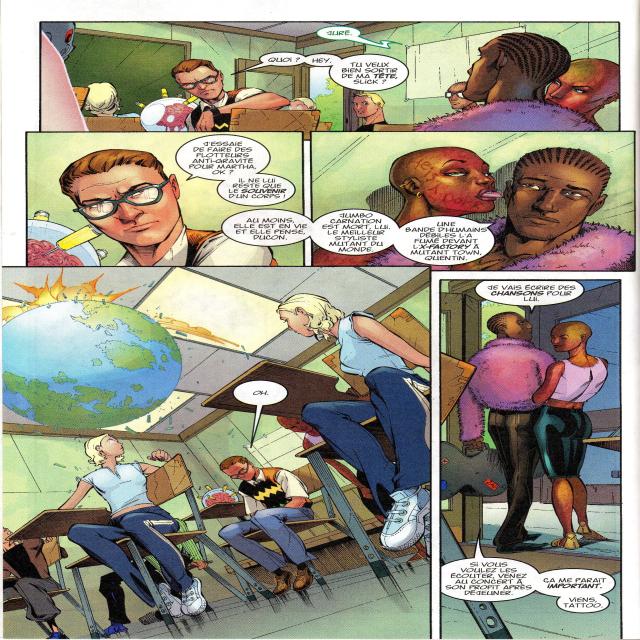 JURÉ.
QUOI ? HEY.
TU VEUX
BIEN SORTIR
DE MA TÊTE,
SLICK ?
J'ESSAIE
DE FAIRE DES
FLOTTEURS
ANTI-GRAVITÉ
POUR MARTHA,
OK ?
IL NE LUI
RESTE QUE
LE SOUVENIR
D'UN CORPS !
AU MOINS,
ELLE EST EN VIE
ET ELLE PENSE,
DUCON.
JUMBO
CARNATION
EST MORT, LUI.
LE MEILLEUR
STYLISTE
MUTANT DU
MONDE.
UNE
BANDE D'HUMAINS
DÉBILES L'A
FUMÉ DEVANT
L'X-FACTORY À
MUTANT TOWN,
QUENTIN.
OH.
JE VAIS ÉCRIRE DES
CHANSONS POUR
LUI.
SI VOUS
VOULEZ LES
ÉCOUTER, VENEZ
AU CONCERT À
SON PROFIT APRÈS
DÉJEUNER.
ÇA ME PARAÎT
IMPORTANT.
VIENS,
TATTOO.